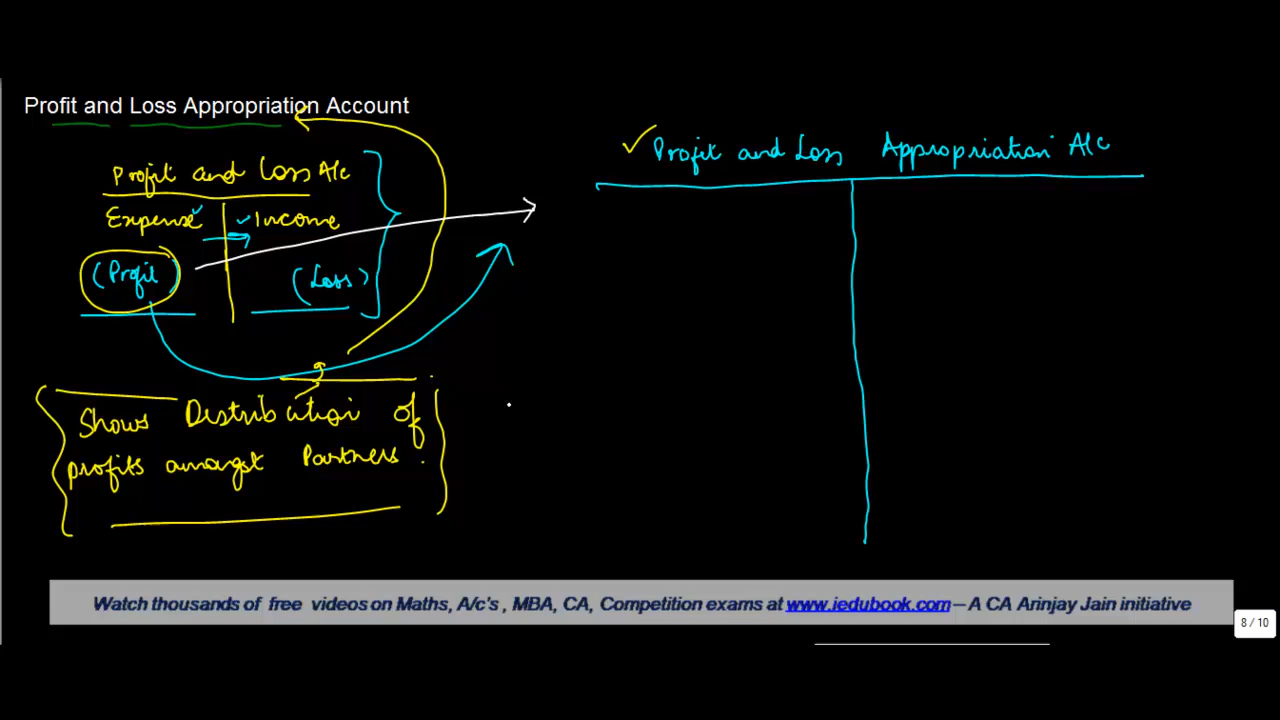 Profit and Loss Appropriation Account
Profit and Loss A/c
Expense Income
(Profit) (Loss)
Shows Distribution of
profits amongst Partners.
Profit and Loss Appropriation A/c
Watch thousands of free videos on Maths, A/c's , MBA, CA, Competition exams at www.iedubook.com – A CA Arinjay Jain initiative
8 / 10